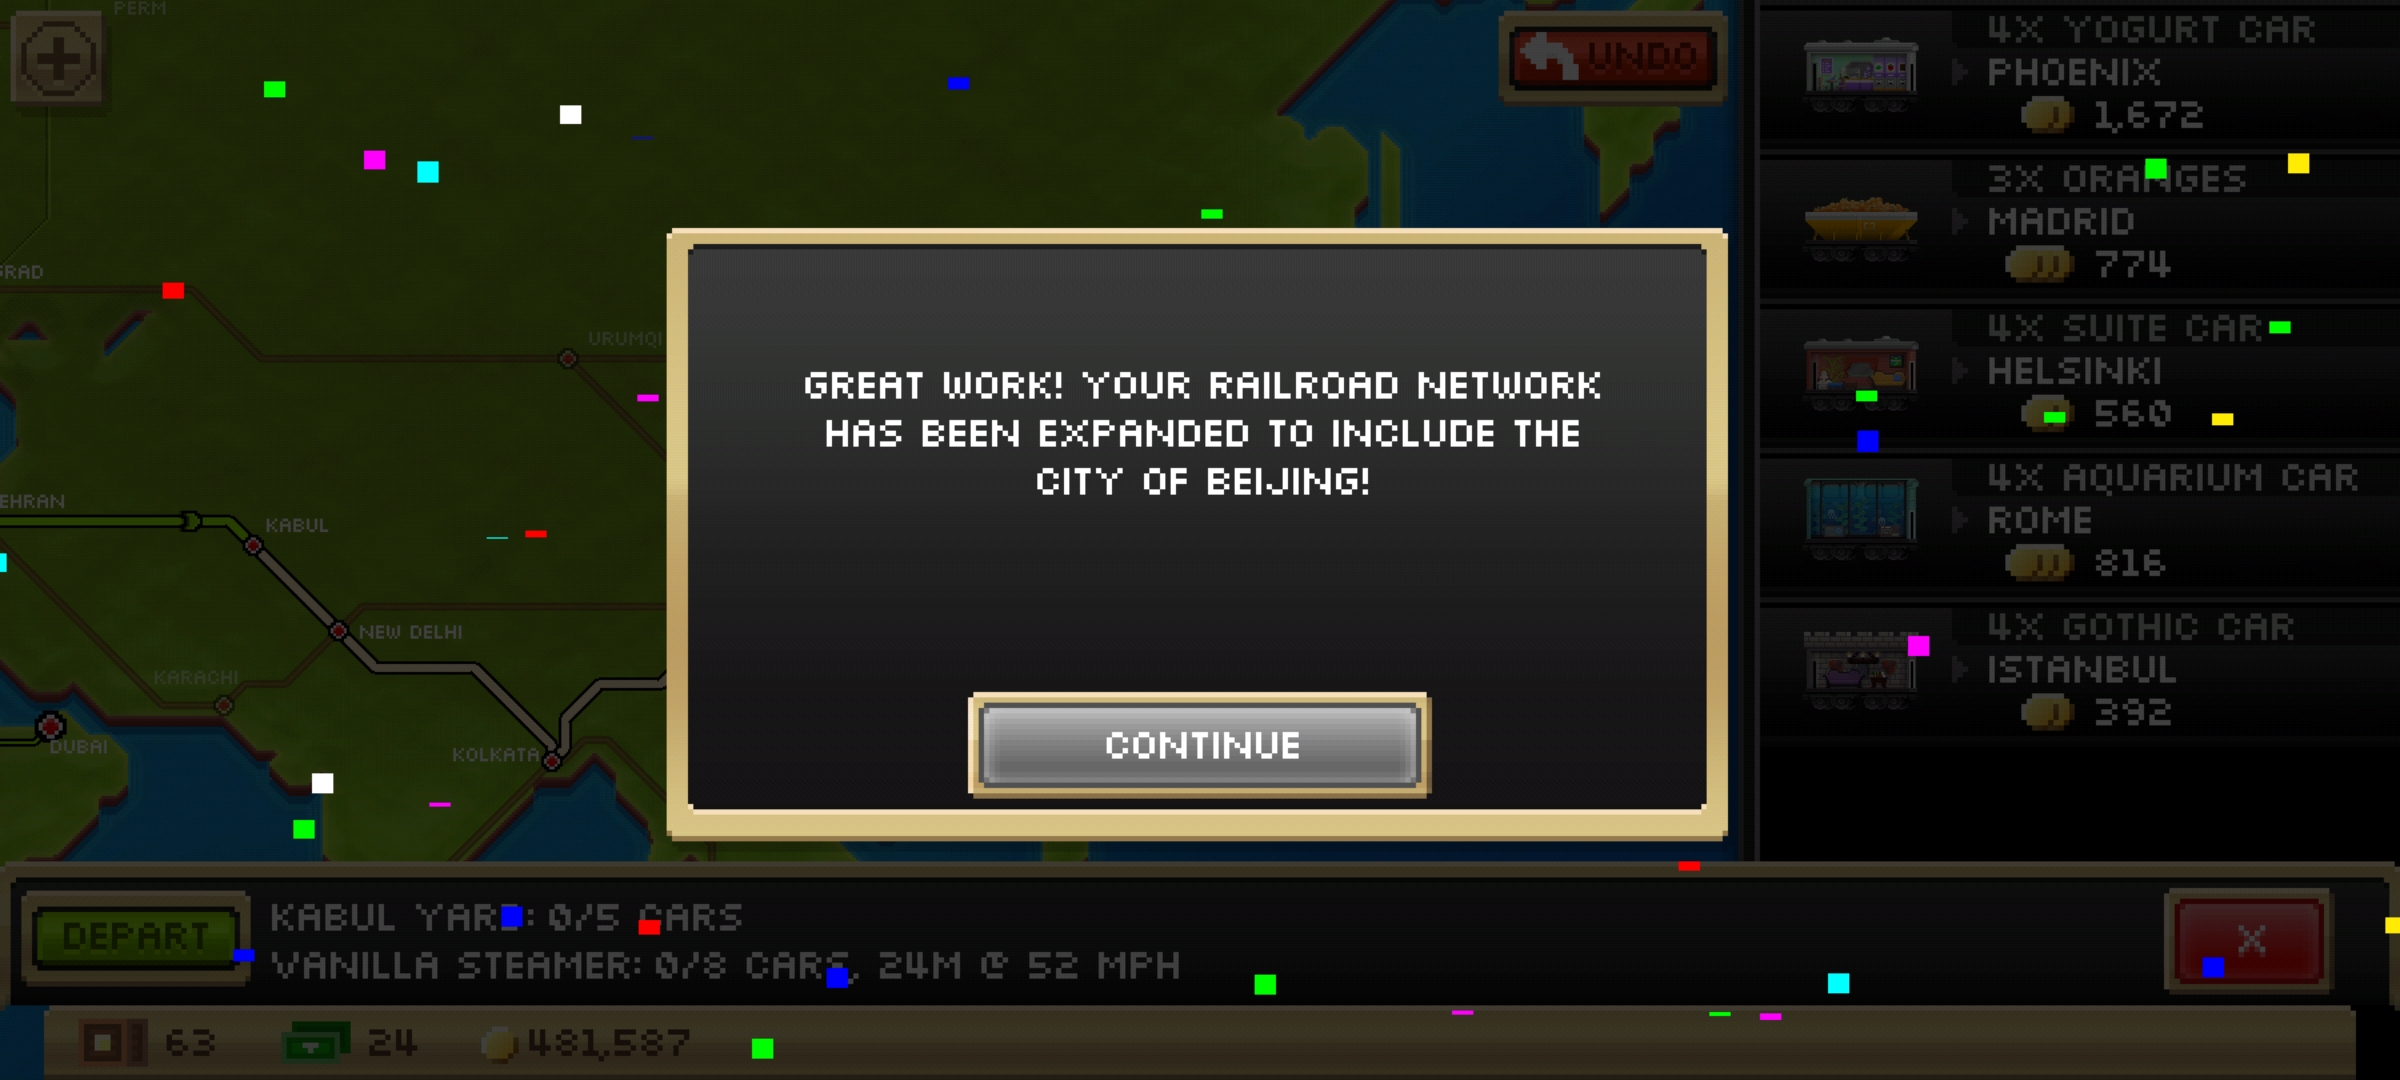 PERM
UNDO
4X YOGURT CAR
PHOENIX
1,672
3X ORANGES
MADRID
774
4X SUITE CAR
HELSINKI
560
4X AQUARIUM CAR
ROME
816
4X GOTHIC CAR
ISTANBUL
392
GRAD
URUMQI
EHRAN
KABUL
NEW DELHI
KARACHI
DUBAI
KOLKATA
GREAT WORK! YOUR RAILROAD NETWORK
HAS BEEN EXPANDED TO INCLUDE THE
CITY OF BEIJING!
CONTINUE
DEPART
KABUL YARD: 0/5 CARS
VANILLA STEAMER: 0/8 CARS, 24M @ 52 MPH
X
63
24
481,587